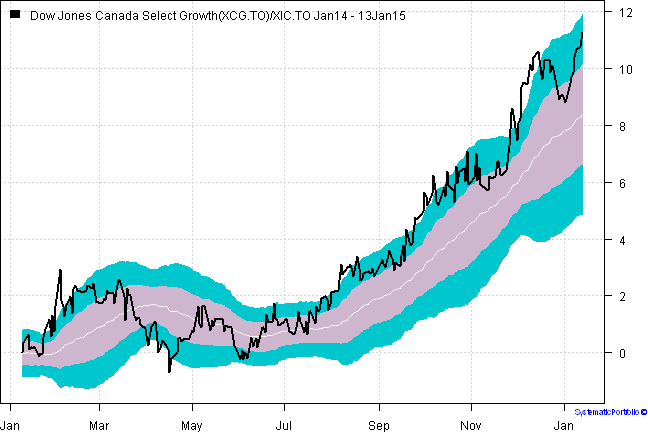 Dow Jones Canada Select Growth(XCG.TO)/XIC.TO Jan14 - 13Jan15
12
10
8
6
4
2
0
Jan Mar May Jul Sep Nov Jan
SystematicPortfolio ©